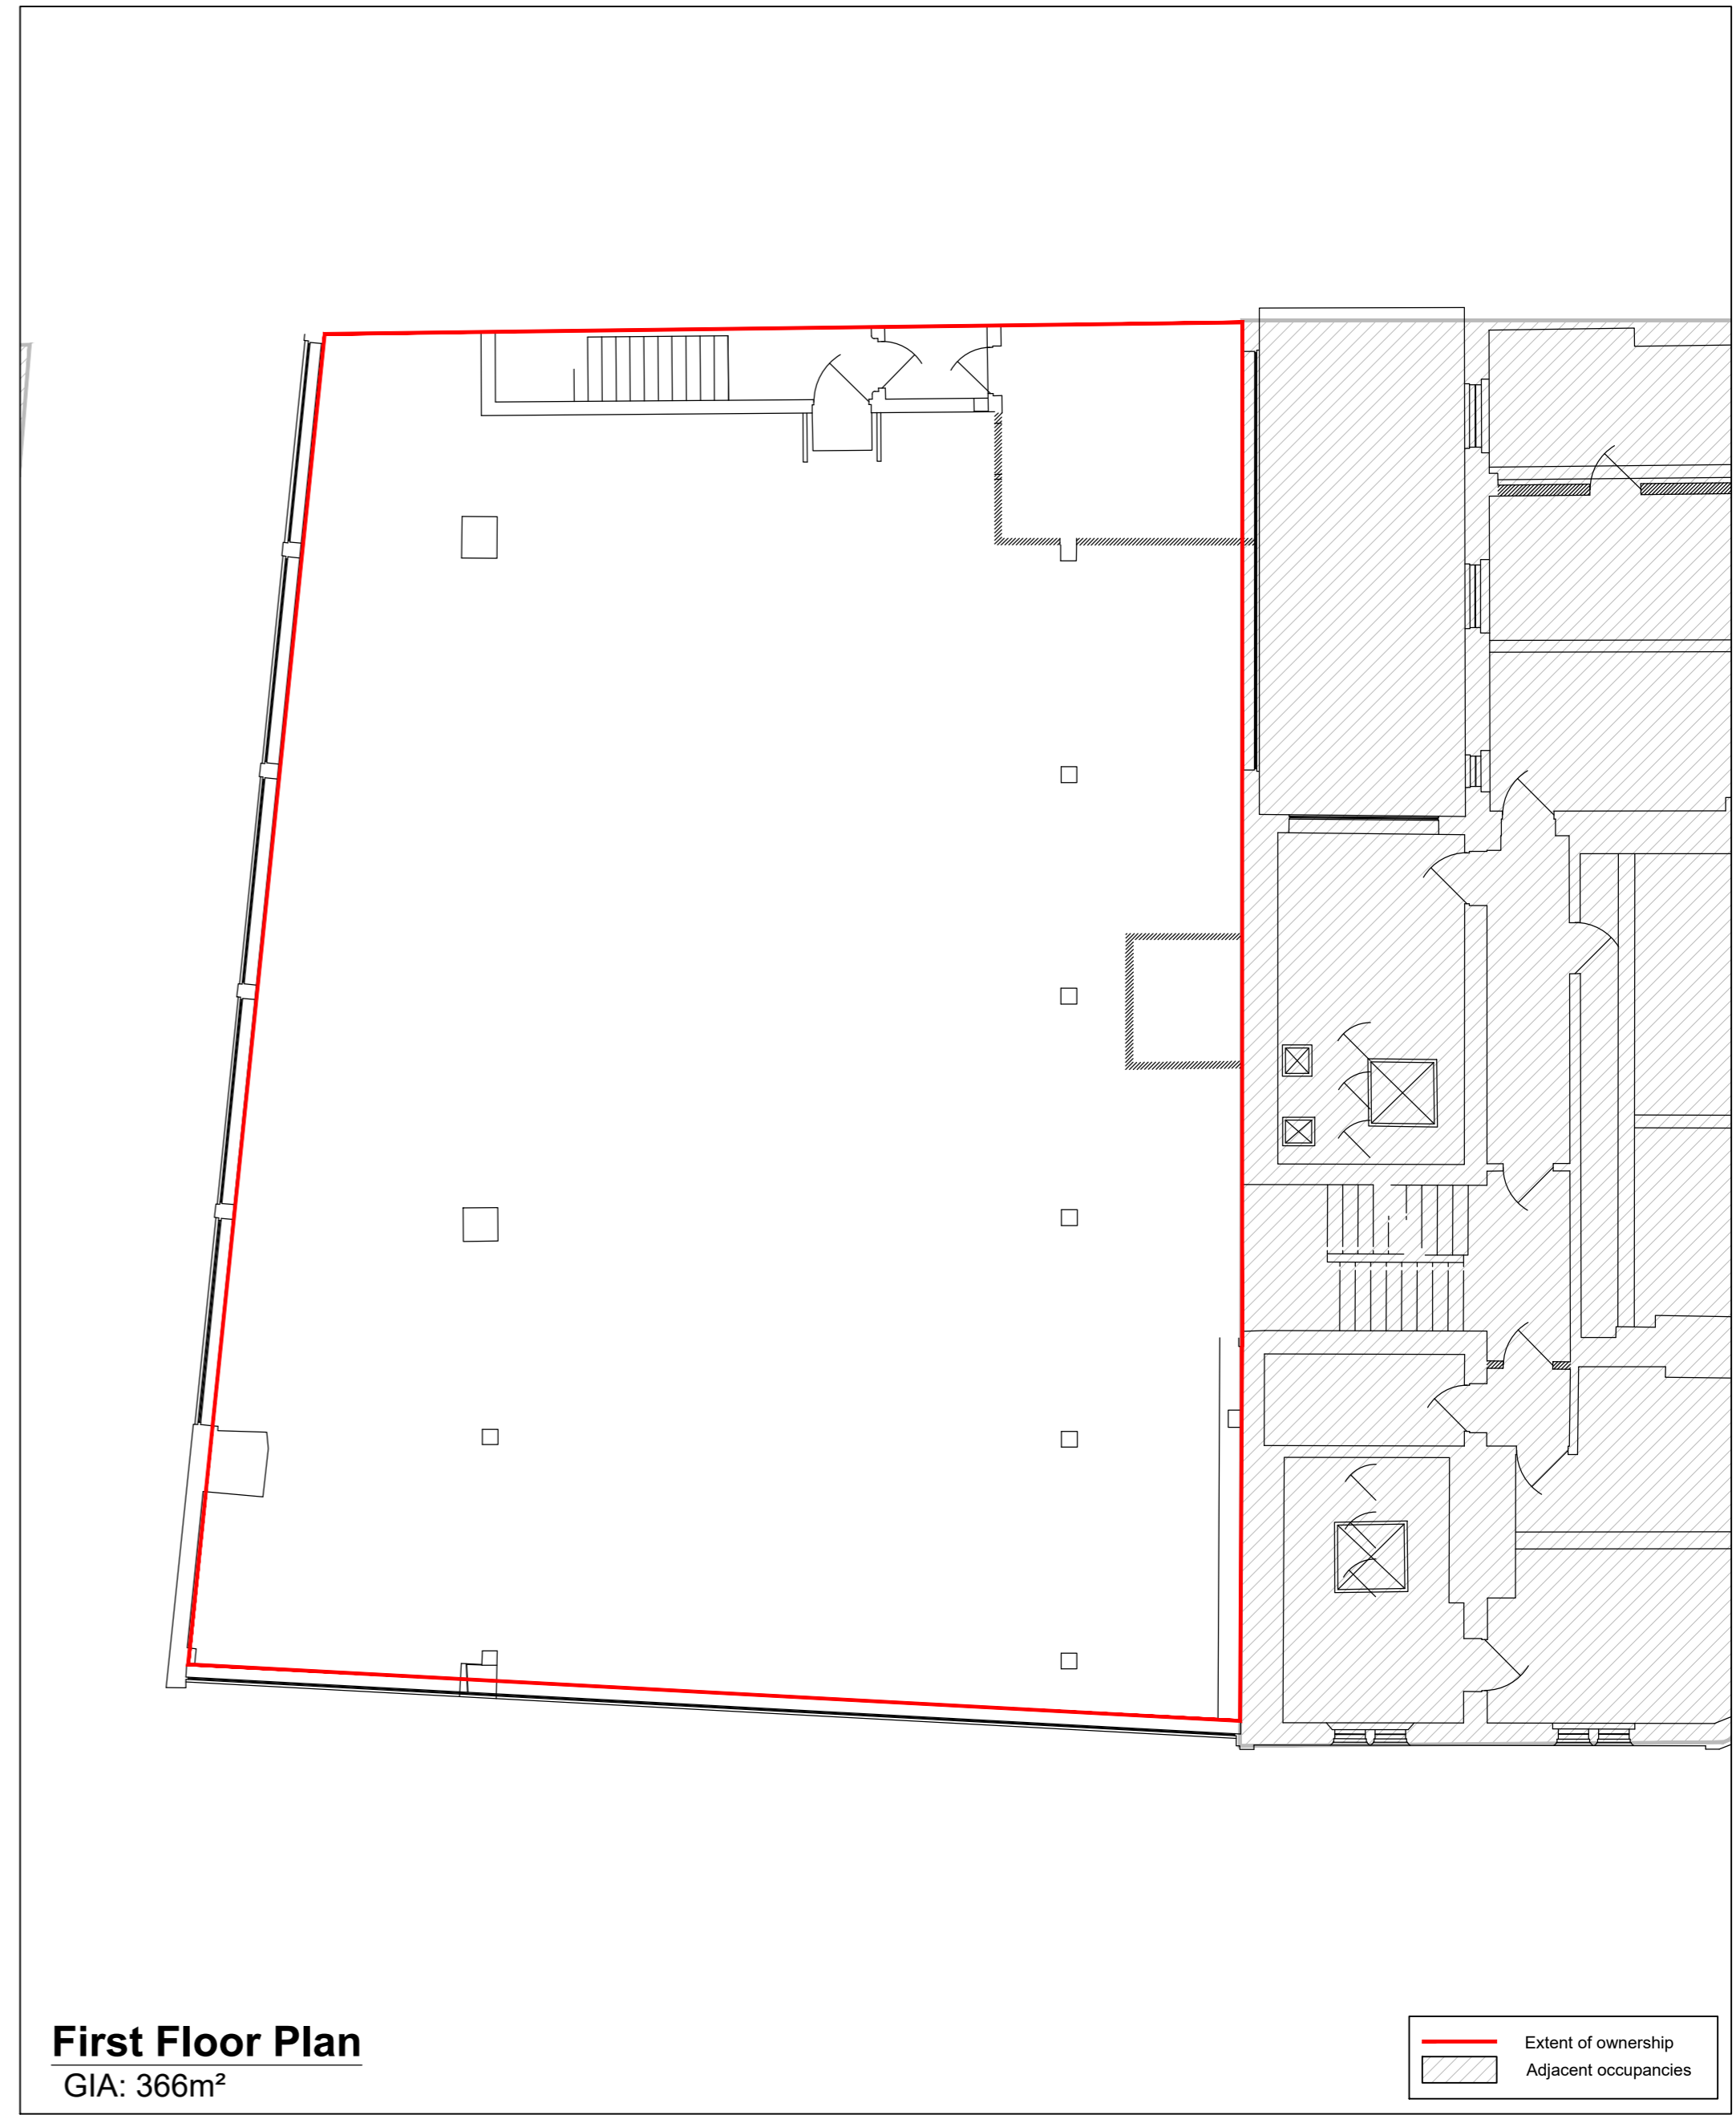 First Floor Plan
GIA: 366m²
Extent of ownership
Adjacent occupancies